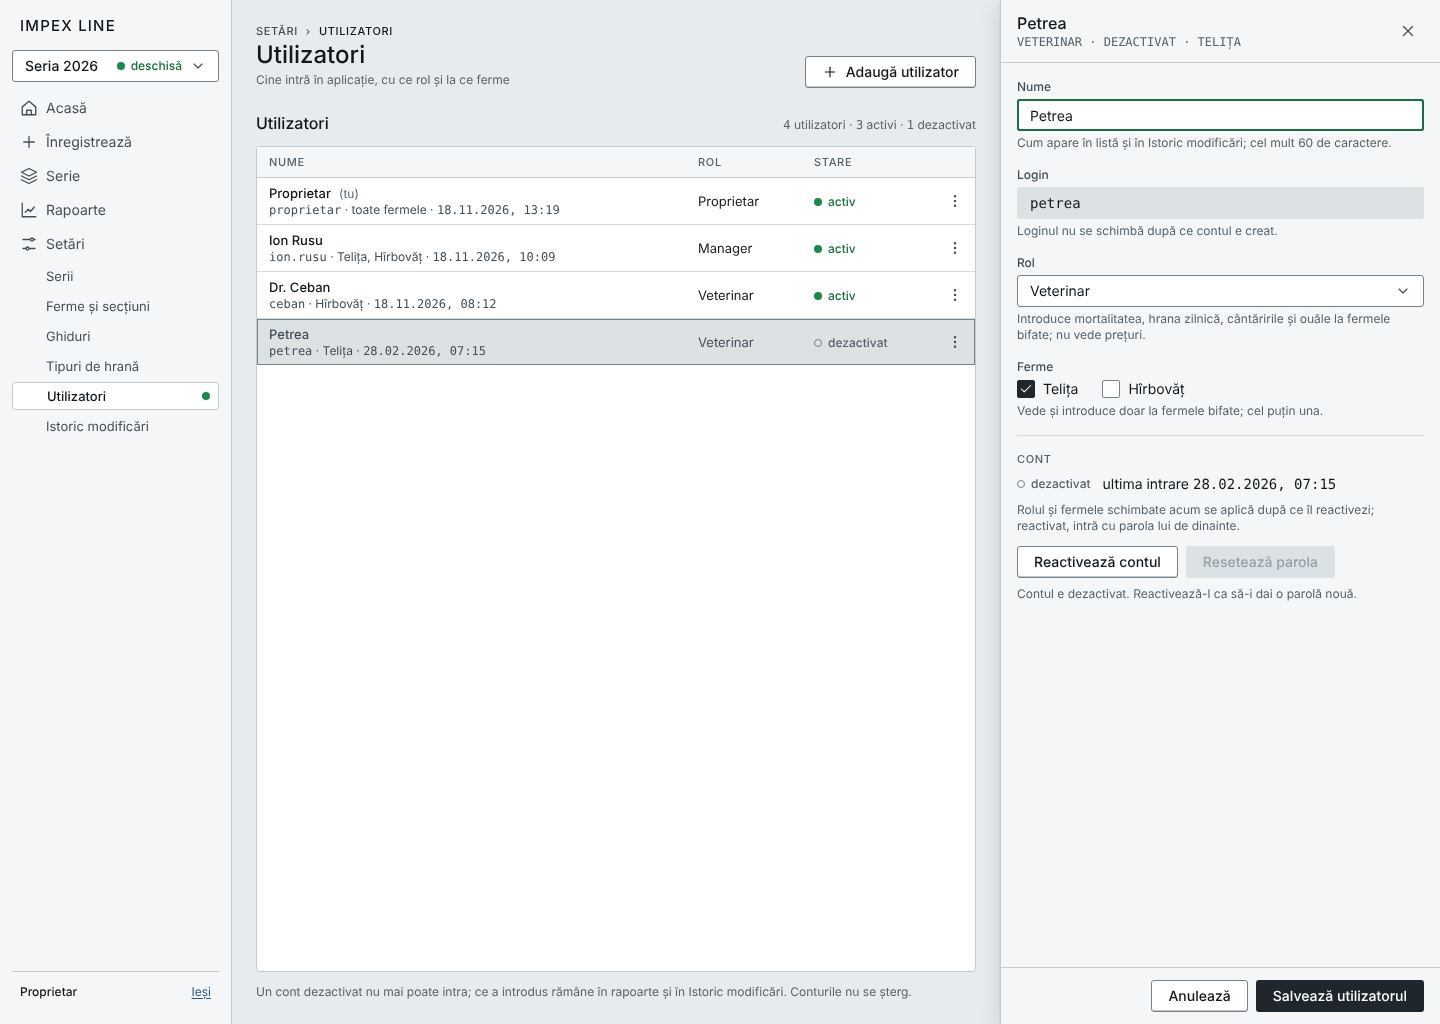 IMPEX LINE
Seria 2026 deschisă
Acasă
Înregistrează
Serie
Rapoarte
Setări
Serii
Ferme și secțiuni
Ghiduri
Tipuri de hrană
Utilizatori
Istoric modificări
Proprietar Ieși
SETĂRI › UTILIZATORI
Utilizatori
Cine intră în aplicație, cu ce rol și la ce ferme
Adaugă utilizator
Utilizatori
4 utilizatori · 3 activi · 1 dezactivat
NUME ROL STARE
Proprietar (tu)
proprietar · toate fermele · 18.11.2026, 13:19
Proprietar
activ
Ion Rusu
ion.rusu · Telița, Hîrbovăț · 18.11.2026, 10:09
Manager
activ
Dr. Ceban
ceban · Hîrbovăț · 18.11.2026, 08:12
Veterinar
activ
Petrea
petrea · Telița · 28.02.2026, 07:15
Veterinar
dezactivat
Un cont dezactivat nu mai poate intra; ce a introdus rămâne în rapoarte și în Istoric modificări. Conturile nu se șterg.
Petrea
VETERINAR · DEZACTIVAT · TELIȚA
Nume
Petrea
Cum apare în listă și în Istoric modificări; cel mult 60 de caractere.
Login
petrea
Loginul nu se schimbă după ce contul e creat.
Rol
Veterinar
Introduce mortalitatea, hrana zilnică, cântăririle și ouăle la fermele
bifate; nu vede prețuri.
Ferme
Telița Hîrbovăț
Vede și introduce doar la fermele bifate; cel puțin una.
CONT
dezactivat ultima intrare 28.02.2026, 07:15
Rolul și fermele schimbate acum se aplică după ce îl reactivezi;
reactivat, intră cu parola lui de dinainte.
Reactivează contul Resetează parola
Contul e dezactivat. Reactivează-l ca să-i dai o parolă nouă.
Anulează Salvează utilizatorul